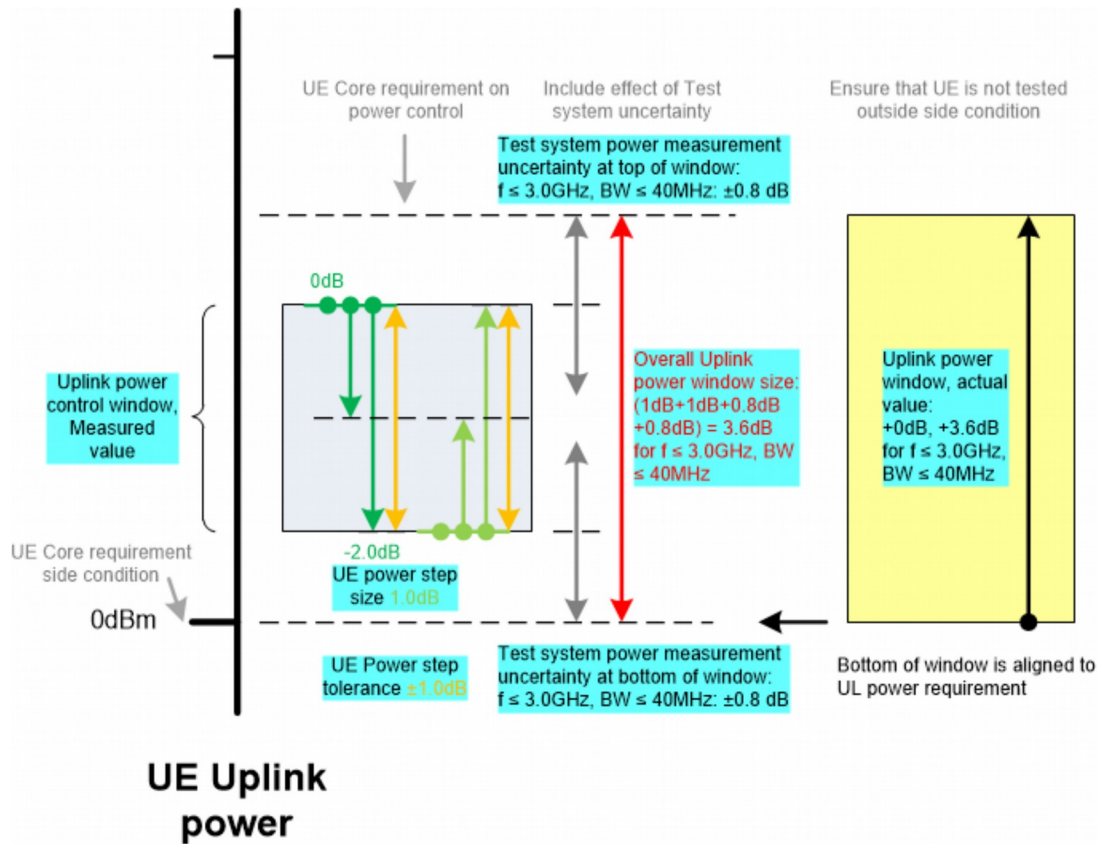 UE Core requirement on
power control
Include effect of Test
system uncertainty
Ensure that UE is not tested
outside side condition
Test system power measurement
uncertainty at top of window:
f ≤ 3.0GHz, BW ≤ 40MHz: ±0.8 dB
0dB
Uplink power
control window,
Measured
value
Overall Uplink
power window size:
(1dB+1dB+0.8dB
+0.8dB) = 3.6dB
for f ≤ 3.0GHz, BW
≤ 40MHz
Uplink power
window, actual
value:
+0dB, +3.6dB
for f ≤ 3.0GHz,
BW ≤ 40MHz
-2.0dB
UE Core requirement
side condition
UE power step
size 1.0dB
0dBm
UE Power step
tolerance ±1.0dB
Test system power measurement
uncertainty at bottom of window:
f ≤ 3.0GHz, BW ≤ 40MHz: ±0.8 dB
Bottom of window is aligned to
UL power requirement
UE Uplink
power